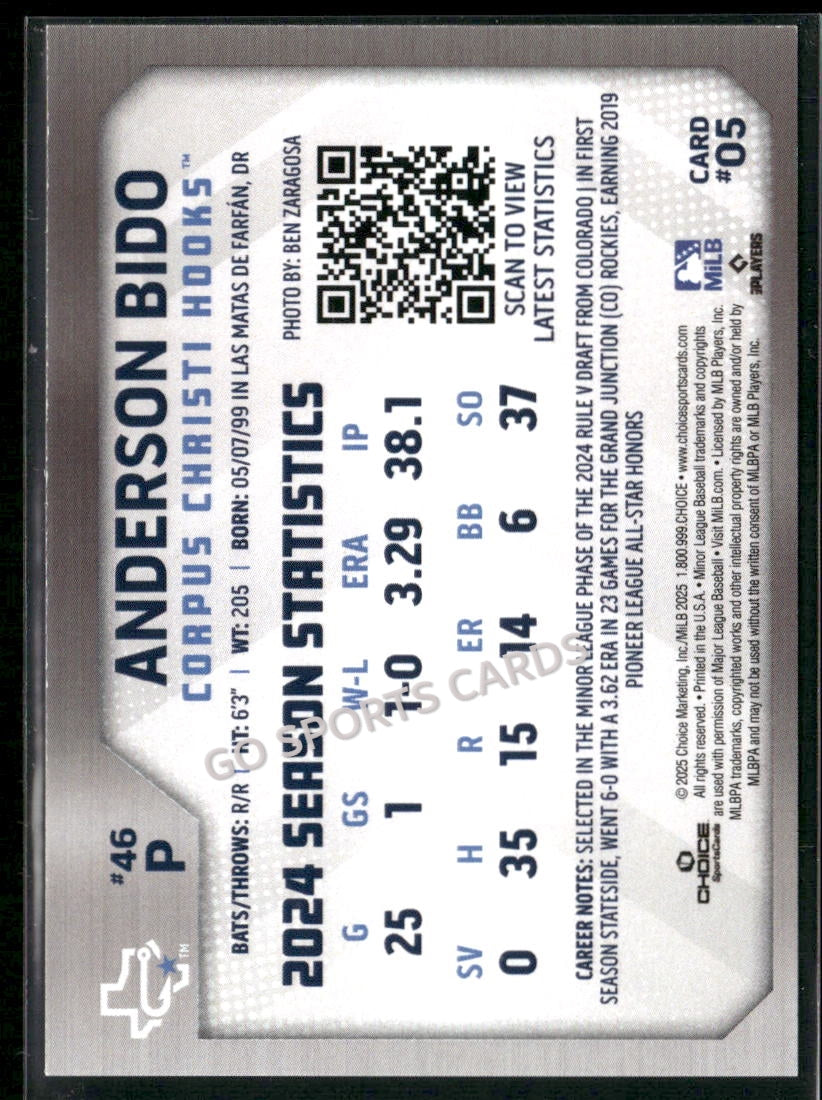 #46
P
ANDERSON BIDO
CORPUS CHRISTI HOOKS™
BATS/THROWS: R/R | HT: 6'3" | WT: 205 | BORN: 05/07/99 IN LAS MATAS DE FARFÁN, DR
2024 SEASON STATISTICS
G GS W-L ERA IP
25 1 1-0 3.29 38.1
SV H R ER BB SO
0 35 15 14 6 37
PHOTO BY: BEN ZARAGOSA
SCAN TO VIEW
LATEST STATISTICS
CAREER NOTES: SELECTED IN THE MINOR LEAGUE PHASE OF THE 2024 RULE V DRAFT FROM COLORADO | IN FIRST
SEASON STATESIDE, WENT 6-0 WITH A 3.62 ERA IN 23 GAMES FOR THE GRAND JUNCTION (CO) ROCKIES, EARNING 2019
PIONEER LEAGUE ALL-STAR HONORS
CHOICE
SportsCards
© 2025 Choice Marketing, Inc./MiLB 2025 1.800.999.CHOICE • www.choicesportscards.com
All rights reserved. • Printed in the U.S.A. • Minor League Baseball trademarks and copyrights
are used with permission of Major League Baseball • Visit MiLB.com. • Licensed by MLB Players, Inc.
MLBPA trademarks, copyrighted works and other intellectual property rights are owned and/or held by
MLBPA and may not be used without the written consent of MLBPA or MLB Players, Inc.
MiLB
PLAYERS
CARD
#05
TM
GO SPORTS CARDS